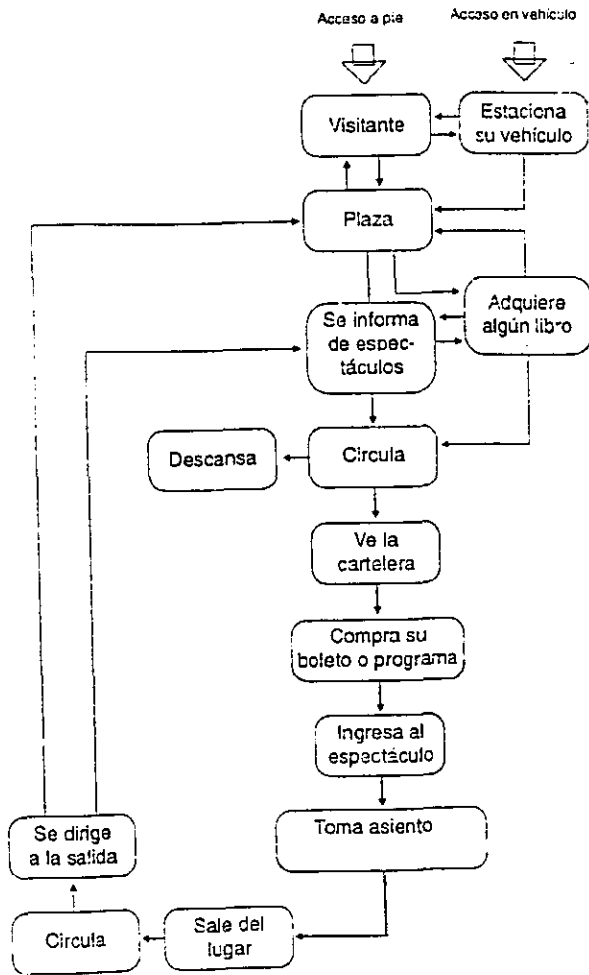 Acceso a pie
Acceso en vehículo
Visitante
Estaciona
su vehículo
Plaza
Adquiere
algún libro
Se informa
de espec-
táculos
Descansa
Circula
Ve la
cartelera
Compra su
boleto o programa
Ingresa al
espectáculo
Toma asiento
Se dirige
a la salida
Circula
Sale del
lugar